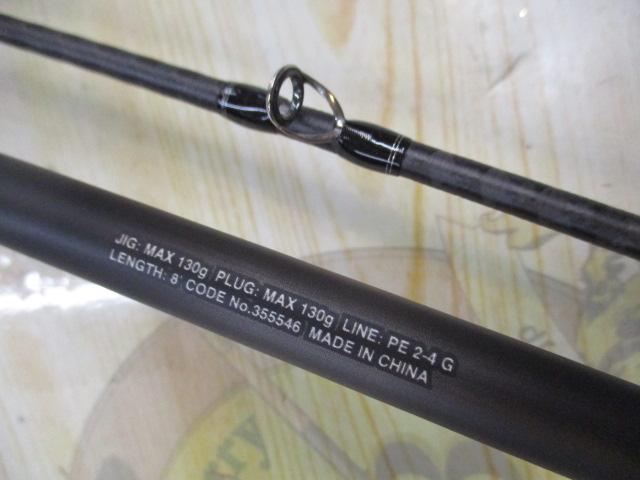 JIG: MAX 130g PLUG: MAX 130g LINE: PE 2-4 G
LENGTH: 8' CODE No.355546 MADE IN CHINA